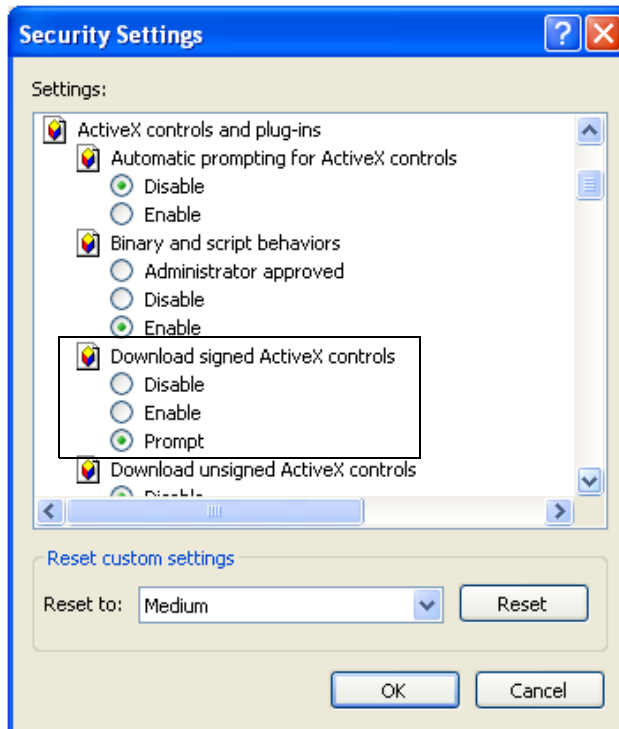 Security Settings
Settings:
ActiveX controls and plug-ins
Automatic prompting for ActiveX controls
Disable
Enable
Binary and script behaviors
Administrator approved
Disable
Enable
Download signed ActiveX controls
Disable
Enable
Prompt
Download unsigned ActiveX controls
Disable
Reset custom settings
Reset to: Medium Reset
OK Cancel